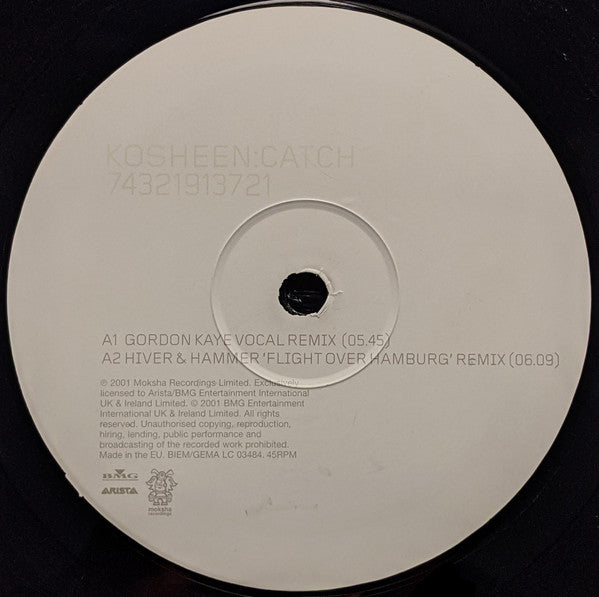 KOSHEEN:CATCH
74321913721
A1 GORDON KAYE VOCAL REMIX (05.45)
A2 HIVER & HAMMER 'FLIGHT OVER HAMBURG' REMIX (06.09)
℗ 2001 Moksha Recordings Limited. Exclusively
licensed to Arista/BMG Entertainment International
UK & Ireland Limited. © 2001 BMG Entertainment
International UK & Ireland Limited. All rights
reserved. Unauthorised copying, reproduction,
hiring, lending, public performance and
broadcasting of the recorded work prohibited.
Made in the EU. BIEM/GEMA LC 03484. 45RPM
BMG
ARISTA
moksha
recordings